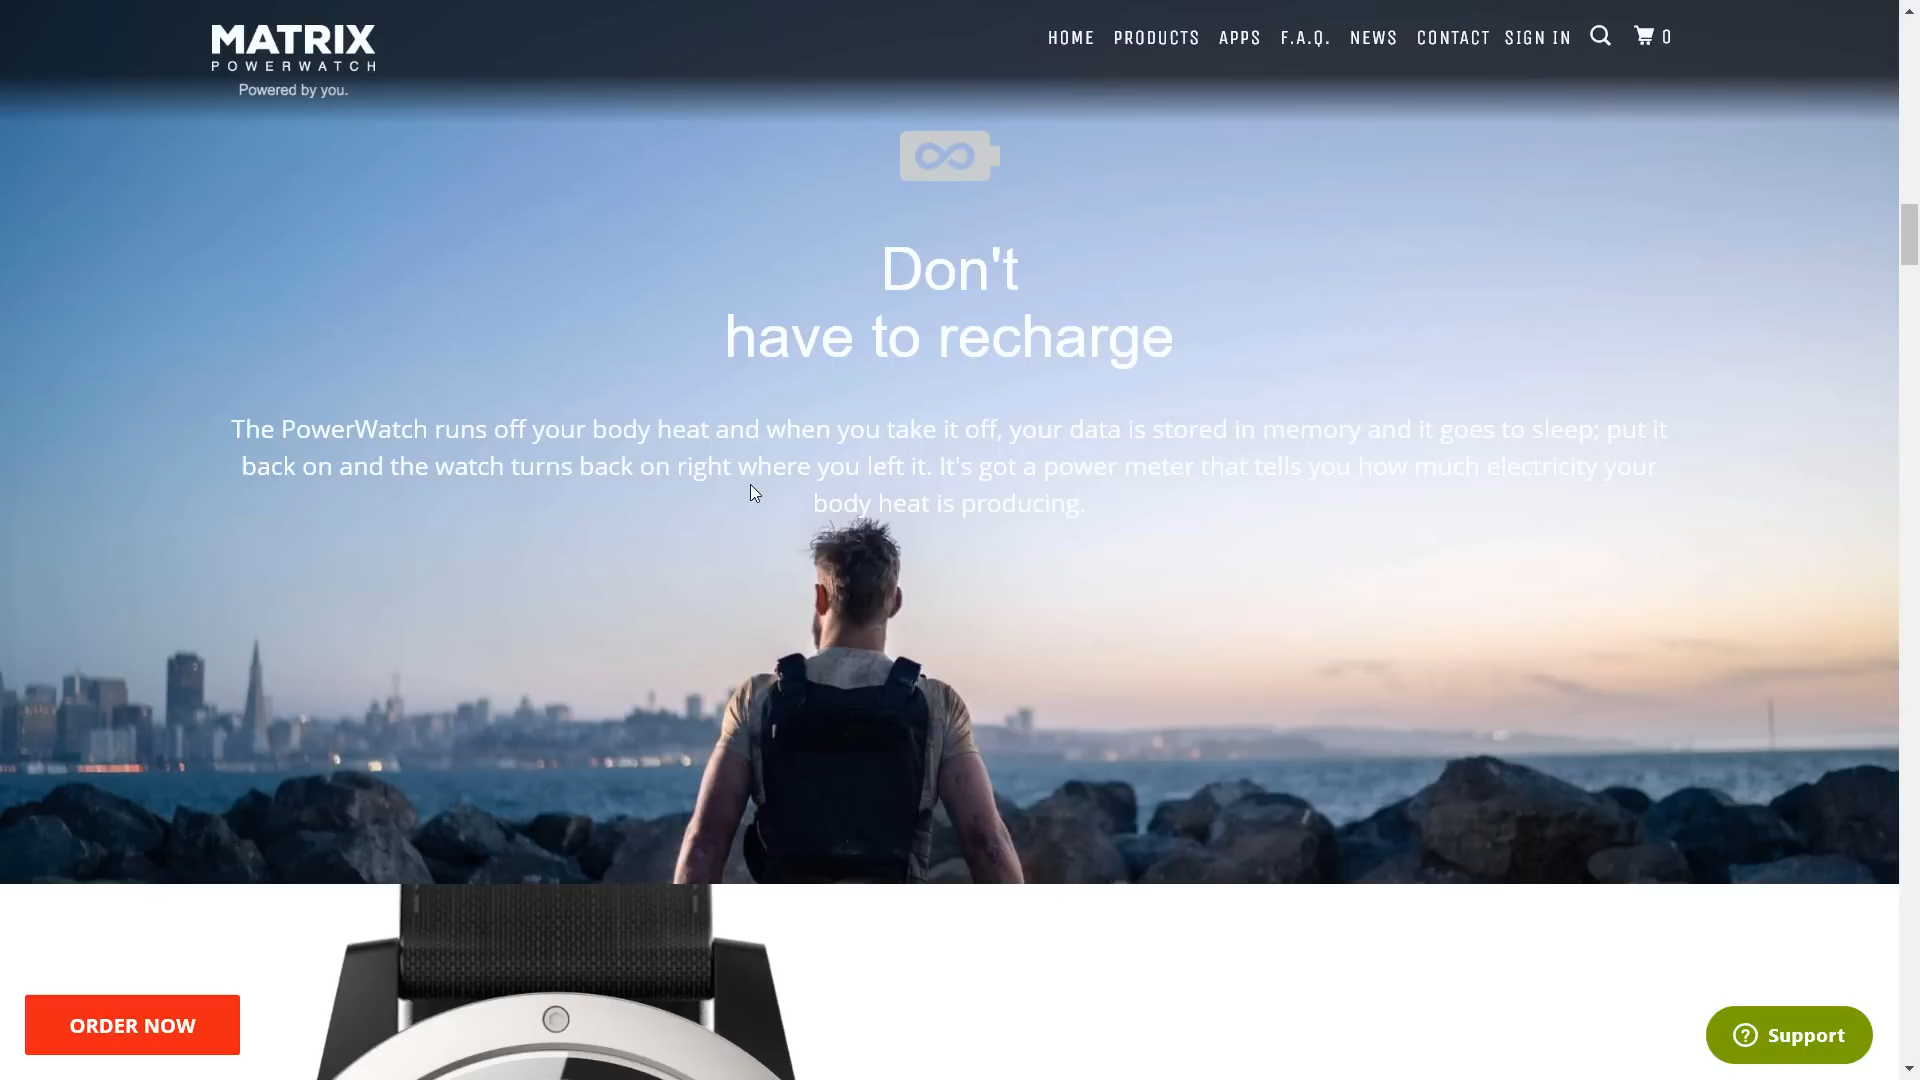 MATRIX
POWERWATCH
Powered by you.
HOME PRODUCTS APPS F.A.Q. NEWS CONTACT SIGN IN 0
Don't
have to recharge
The PowerWatch runs off your body heat and when you take it off, your data is stored in memory and it goes to sleep; put it
back on and the watch turns back on right where you left it. It's got a power meter that tells you how much electricity your
body heat is producing.
ORDER NOW
Support